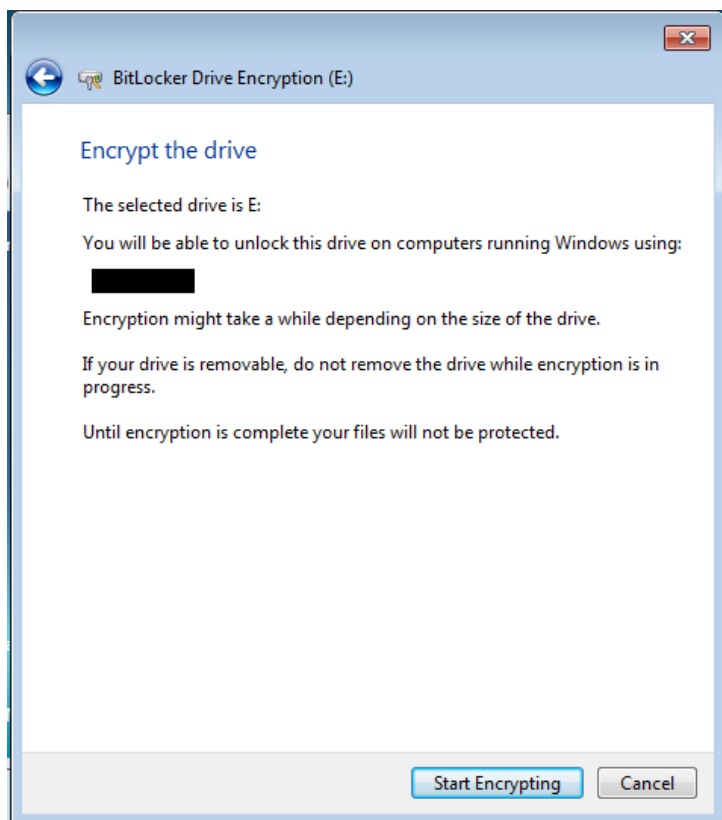 BitLocker Drive Encryption (E:)
Encrypt the drive
The selected drive is E:
You will be able to unlock this drive on computers running Windows using:
Encryption might take a while depending on the size of the drive.
If your drive is removable, do not remove the drive while encryption is in
progress.
Until encryption is complete your files will not be protected.
Start Encrypting
Cancel